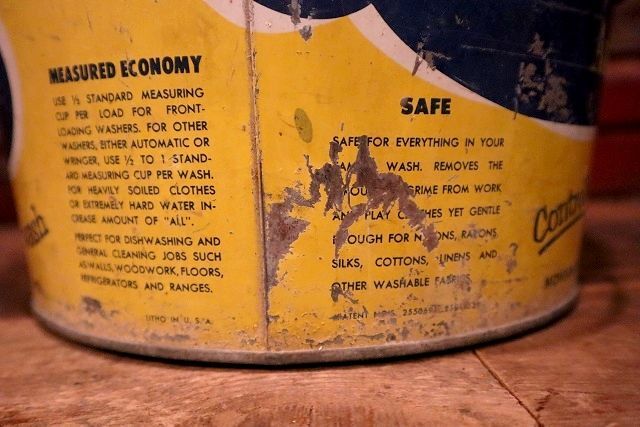 MEASURED ECONOMY
USE ½ STANDARD MEASURING
CUP PER LOAD FOR FRONT-
LOADING WASHERS. FOR OTHER
WASHERS, EITHER AUTOMATIC OR
WRINGER, USE ½ TO 1 STAND-
ARD MEASURING CUP PER WASH.
FOR HEAVILY SOILED CLOTHES
OR EXTREMELY HARD WATER IN-
CREASE AMOUNT OF "ALL".
PERFECT FOR DISHWASHING AND
GENERAL CLEANING JOBS SUCH
AS WALLS, WOODWORK, FLOORS,
REFRIGERATORS AND RANGES.
LITHO IN U.S.A.
SAFE
SAFE FOR EVERYTHING IN YOUR
WASH. REMOVES THE
GRIME FROM WORK
AND PLAY CLOTHES YET GENTLE
ENOUGH FOR NYLONS, RAYONS,
SILKS, COTTONS, LINENS AND
OTHER WASHABLE FABRICS.
PATENT